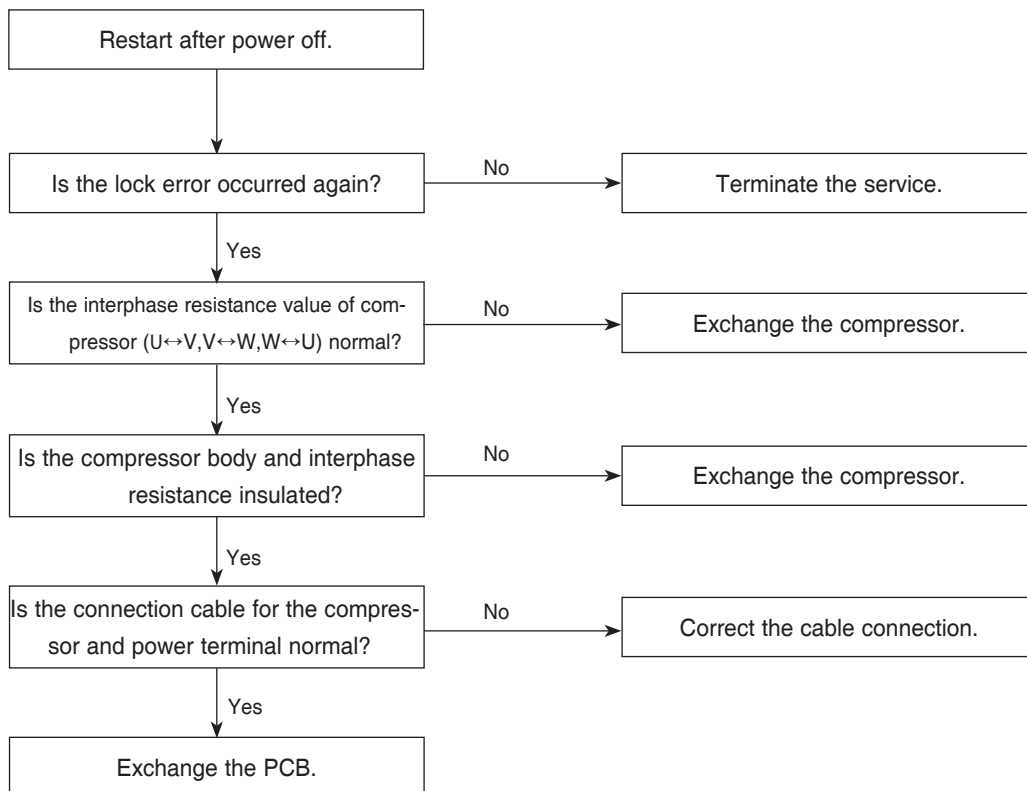 Restart after power off.
Is the lock error occurred again?
No
Terminate the service.
Yes
Is the interphase resistance value of com-
pressor (U↔V,V↔W,W↔U) normal?
No
Exchange the compressor.
Yes
Is the compressor body and interphase
resistance insulated?
No
Exchange the compressor.
Yes
Is the connection cable for the compres-
sor and power terminal normal?
No
Correct the cable connection.
Yes
Exchange the PCB.